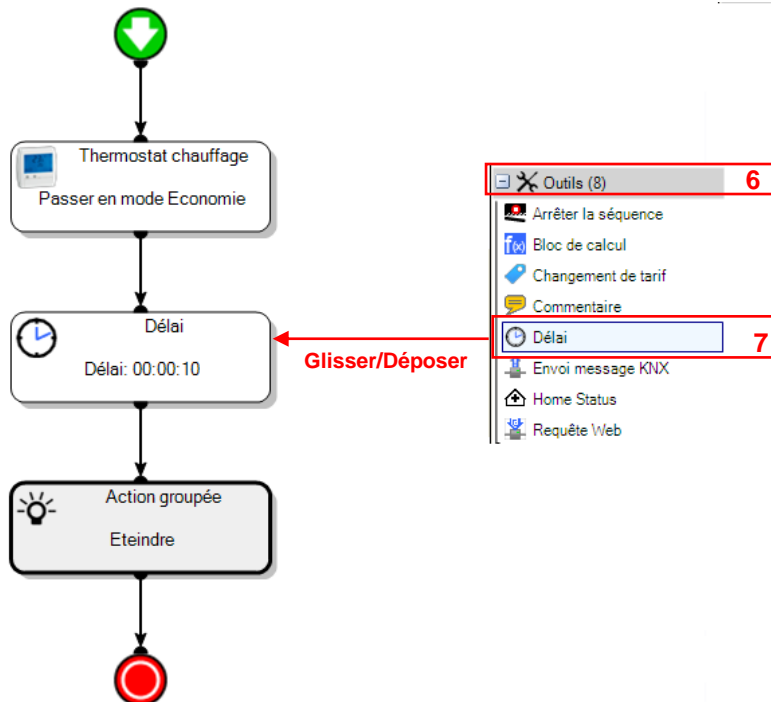 Thermostat chauffage
Passer en mode Economie
Délai
Délai: 00:00:10
Action groupée
Eteindre
Glisser/Déposer
Outils (8)
6
Arrêter la séquence
f(x) Bloc de calcul
Changement de tarif
Commentaire
Délai
7
Envoi message KNX
Home Status
Requête Web